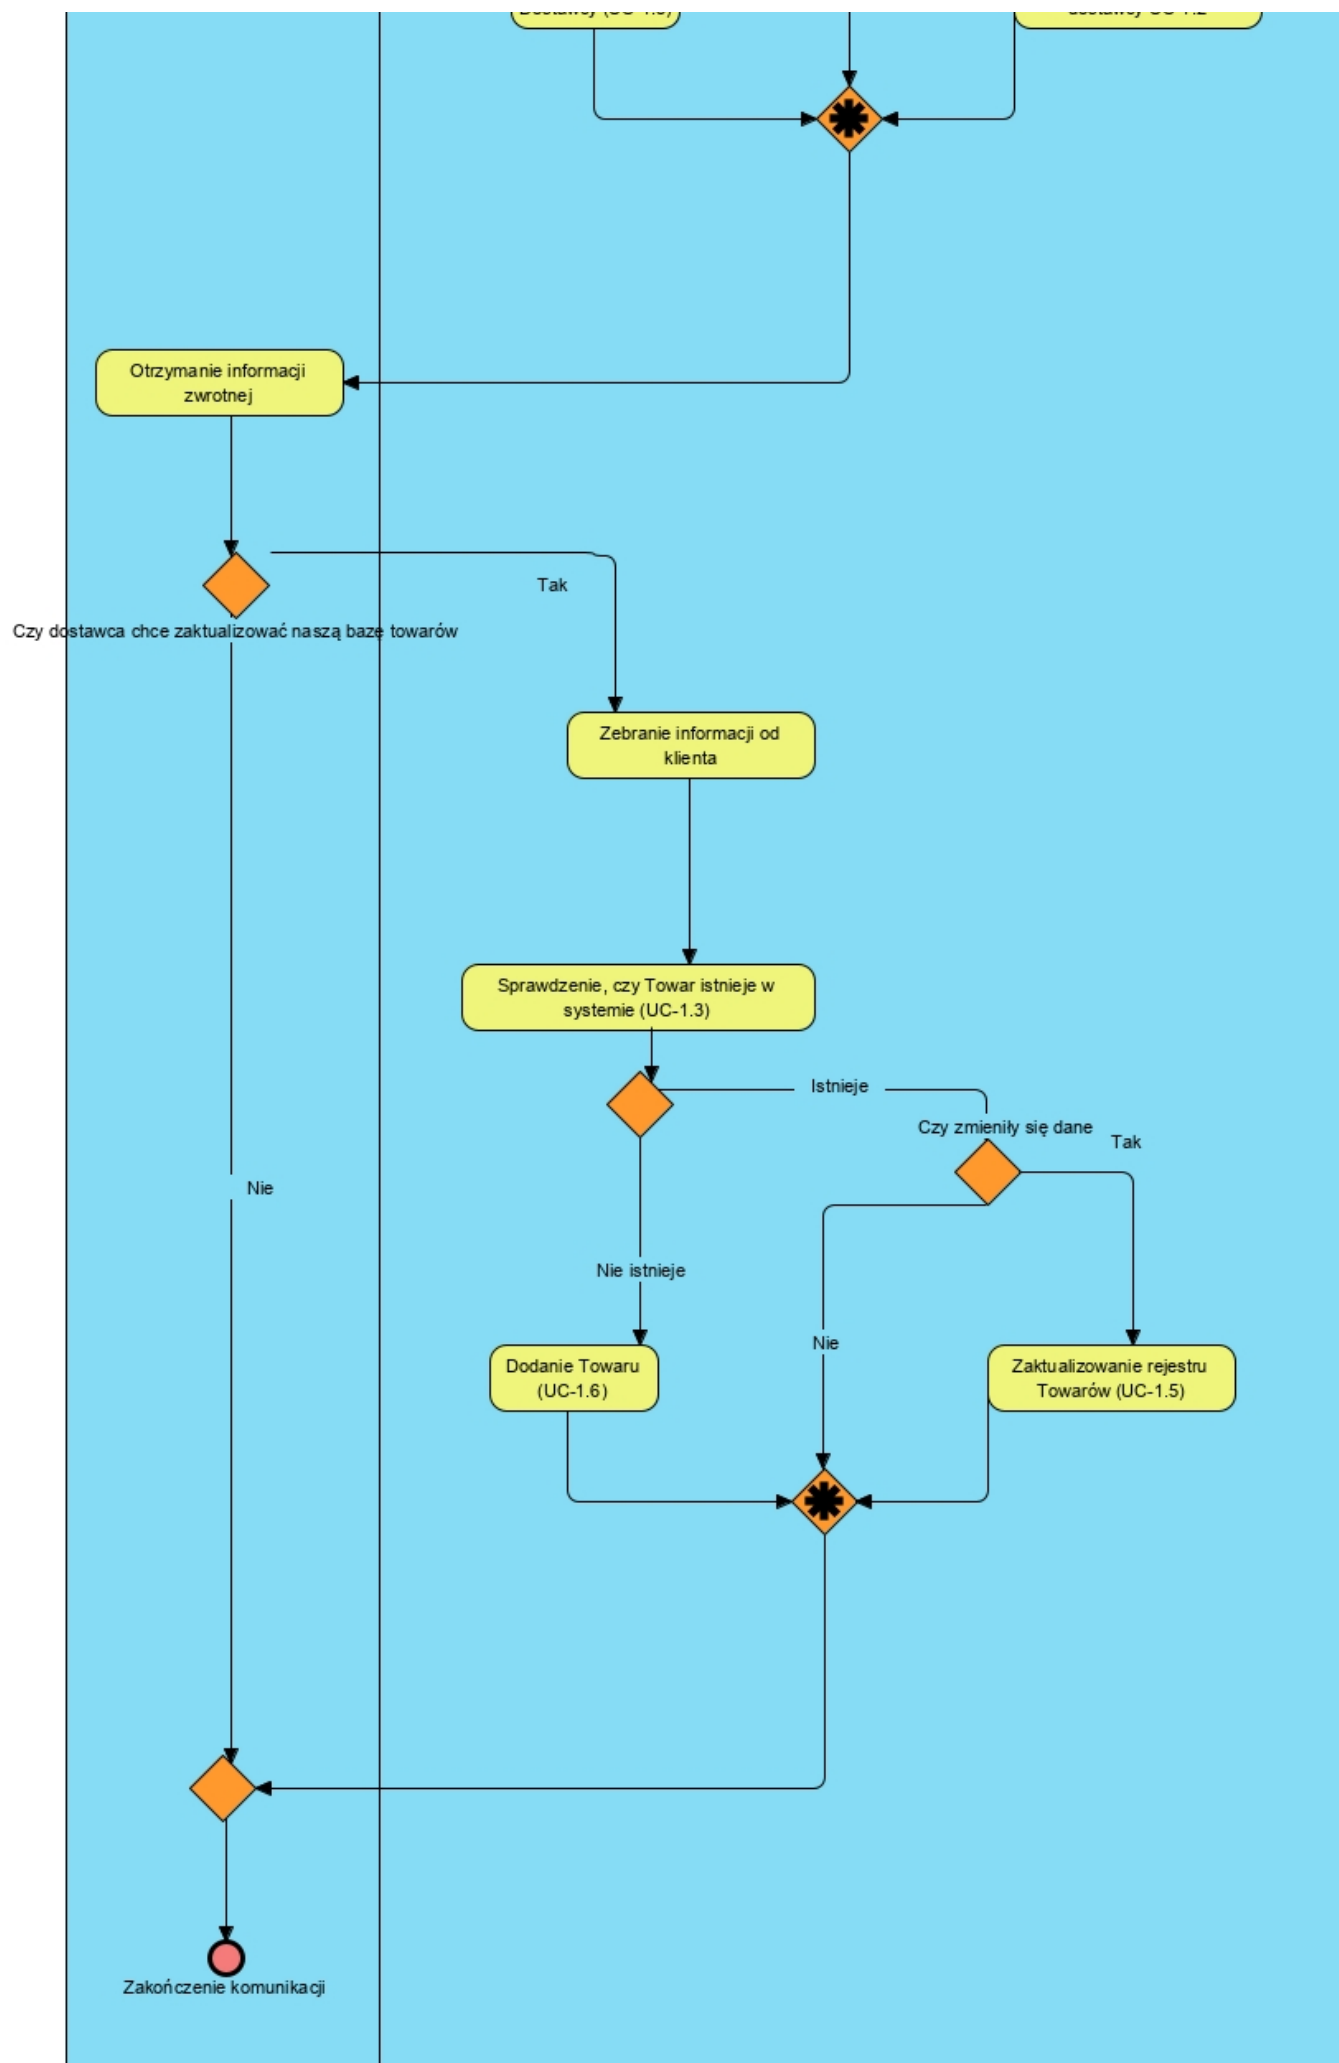 Otrzymanie informacji
zwrotnej
Tak
Czy dostawca chce zaktualizować naszą bazę towarów
Zebranie informacji od
klienta
Sprawdzenie, czy Towar istnieje w
systemie (UC-1.3)
Istnieje
Czy zmieniły się dane
Tak
Nie
Nie istnieje
Nie
Dodanie Towaru
(UC-1.6)
Zaktualizowanie rejestru
Towarów (UC-1.5)
Zakończenie komunikacji